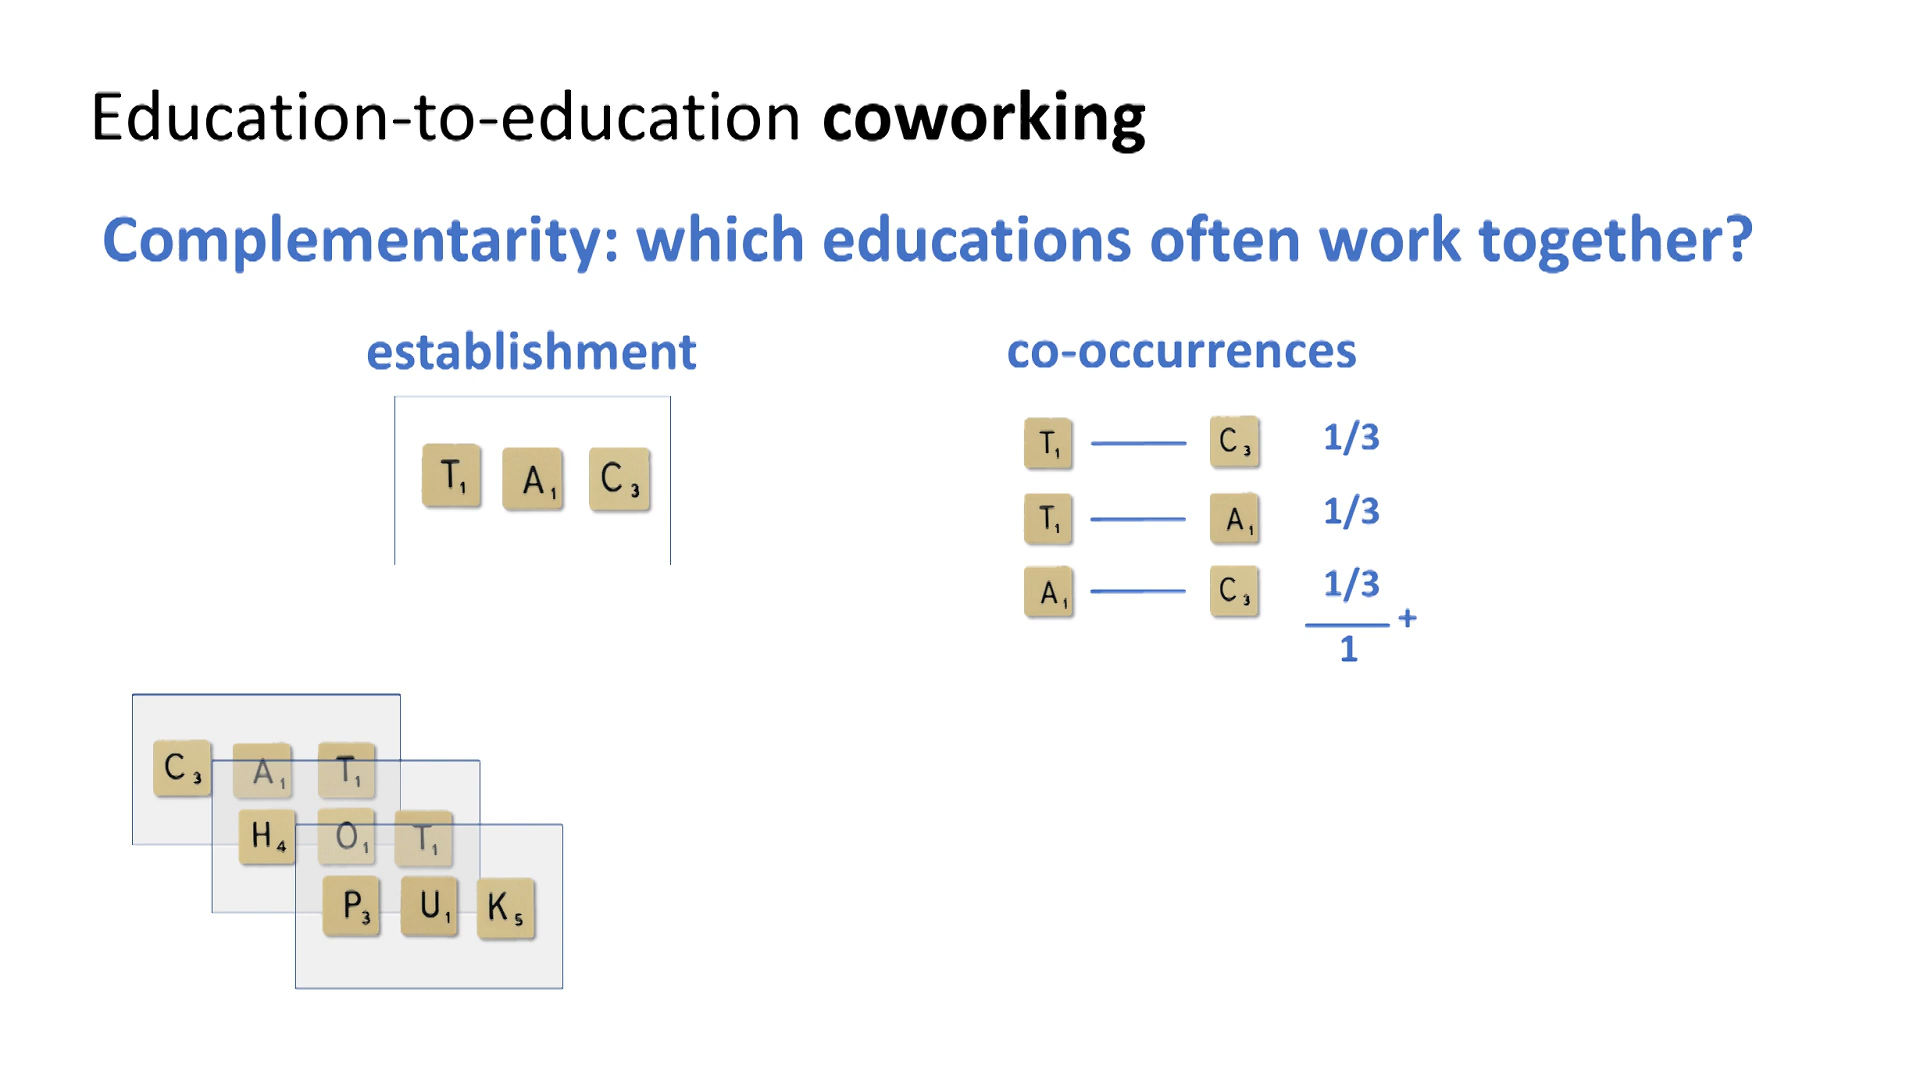 Education-to-education coworking
Complementarity: which educations often work together?
establishment
T1 A1 C3
co-occurrences
T1 C3 1/3
T1 A1 1/3
A1 C3 1/3
+
1
C3 A1 T1
H4 O1 T1
P3 U1 K5